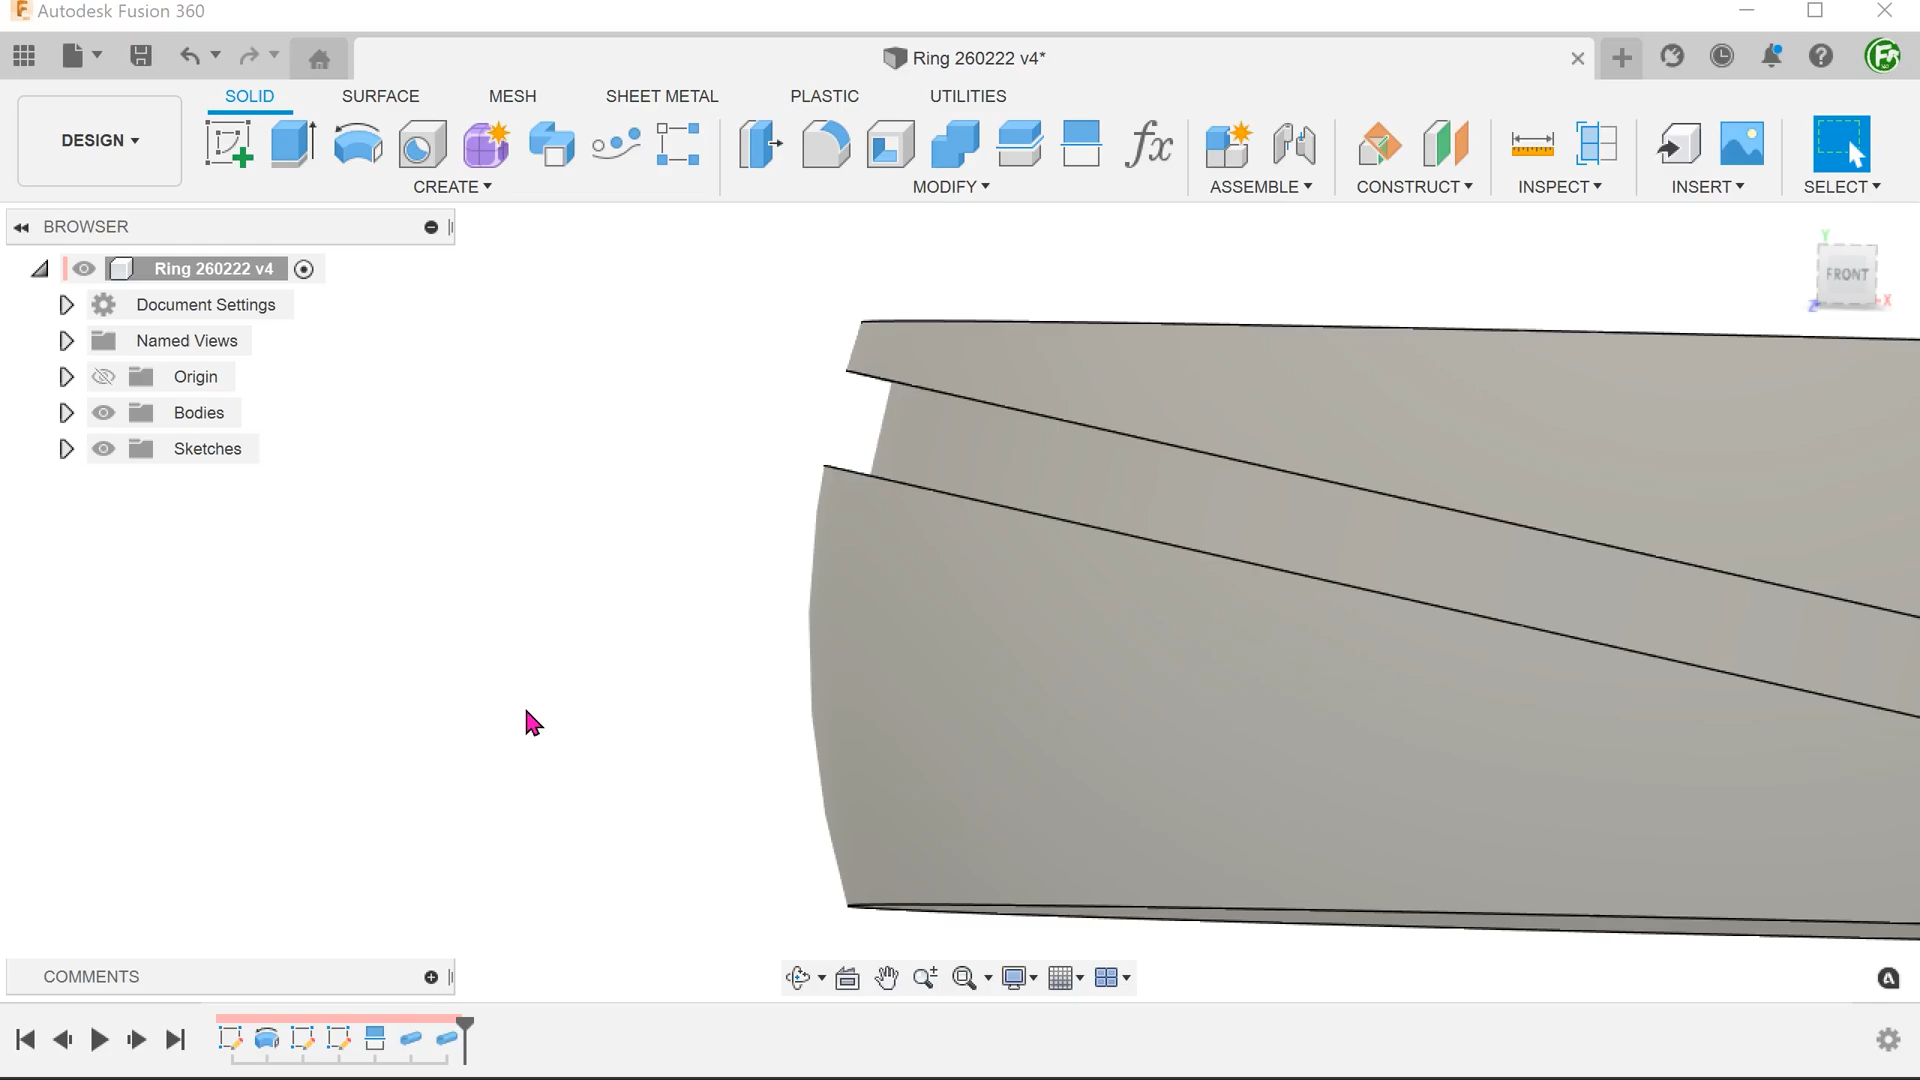 Autodesk Fusion 360
Ring 260222 v4*
SOLID SURFACE MESH SHEET METAL PLASTIC UTILITIES
DESIGN
fx
CREATE MODIFY ASSEMBLE CONSTRUCT INSPECT INSERT SELECT
BROWSER
Ring 260222 v4
Document Settings
Named Views
Origin
Bodies
Sketches
Y
FRONT
Z X
COMMENTS